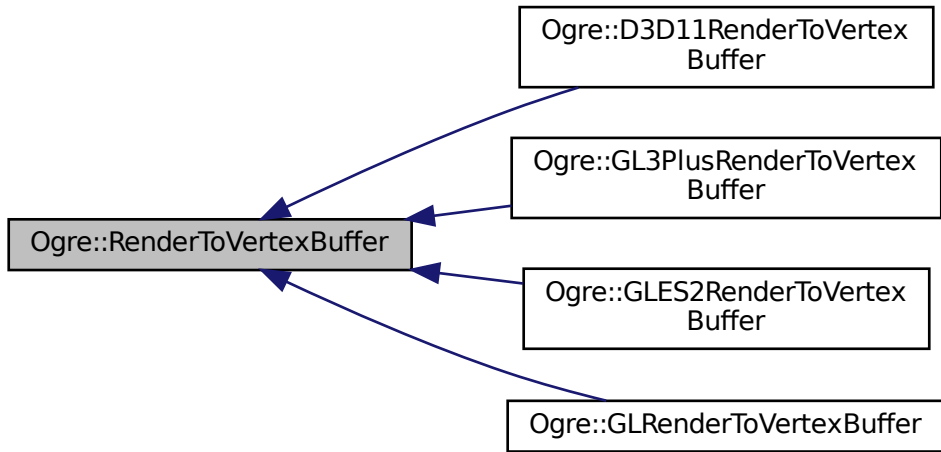 Ogre::D3D11RenderToVertex
Buffer
Ogre::GL3PlusRenderToVertex
Buffer
Ogre::RenderToVertexBuffer
Ogre::GLES2RenderToVertex
Buffer
Ogre::GLRenderToVertexBuffer